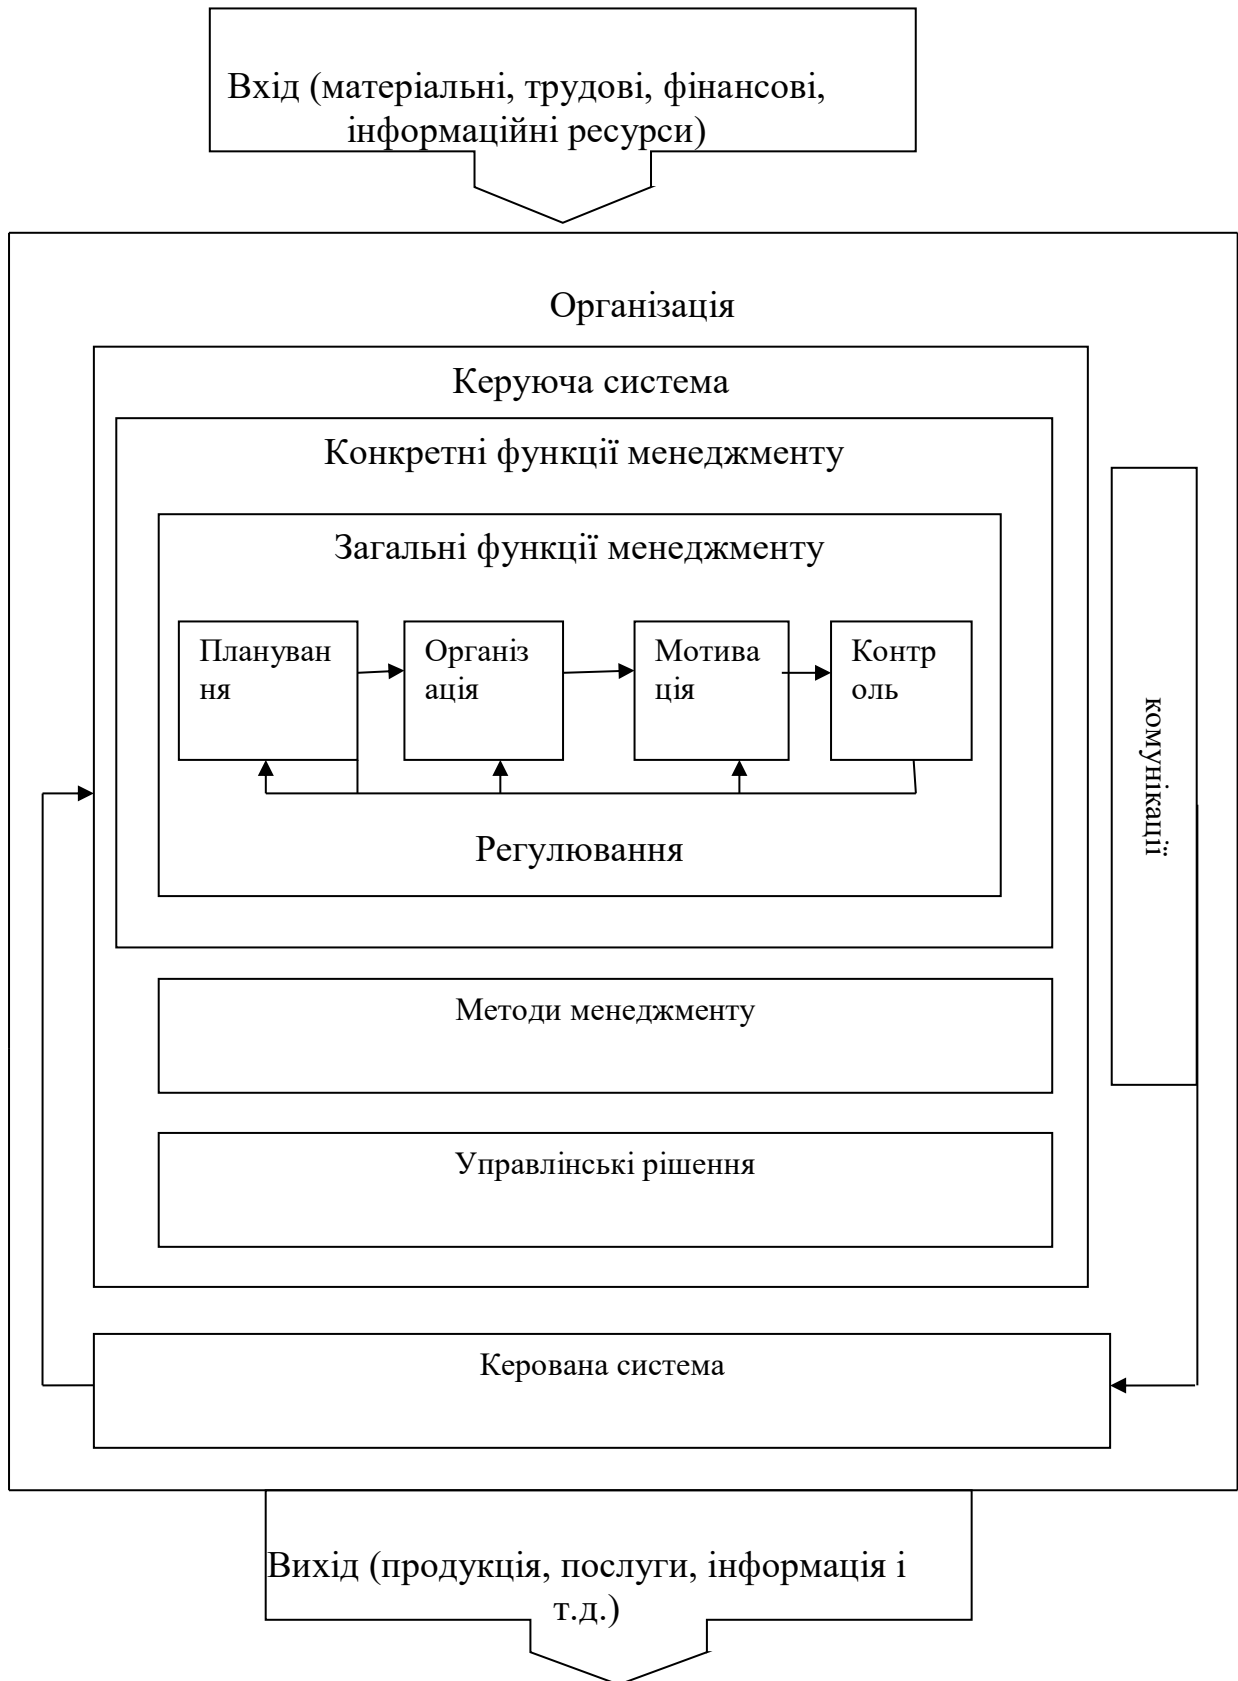 Вхід (матеріальні, трудові, фінансові,
інформаційні ресурси)
Організація
Керуюча система
Конкретні функції менеджменту
Загальні функції менеджменту
Плануван
ня
Організ
ація
Мотива
ція
Контр
оль
Регулювання
комунікації
Методи менеджменту
Управлінські рішення
Керована система
Вихід (продукція, послуги, інформація і
т.д.)